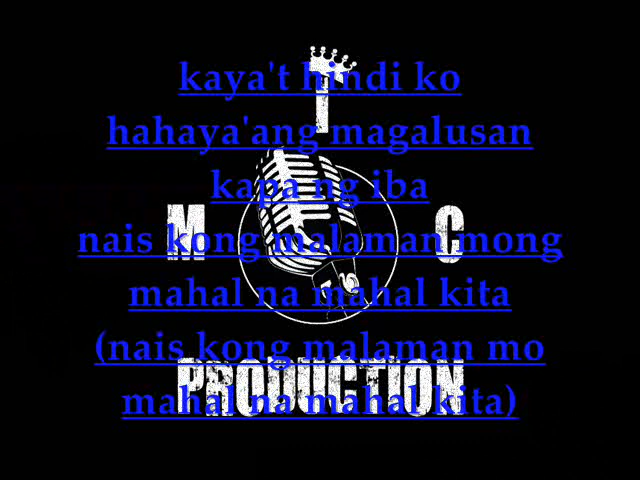 T
kaya't hindi ko
hahaya'ang magalusan
kapa ng iba
M C
nais kong malaman mong
mahal na mahal kita
(nais kong malaman mo
PRODUCTION
mahal na mahal kita)